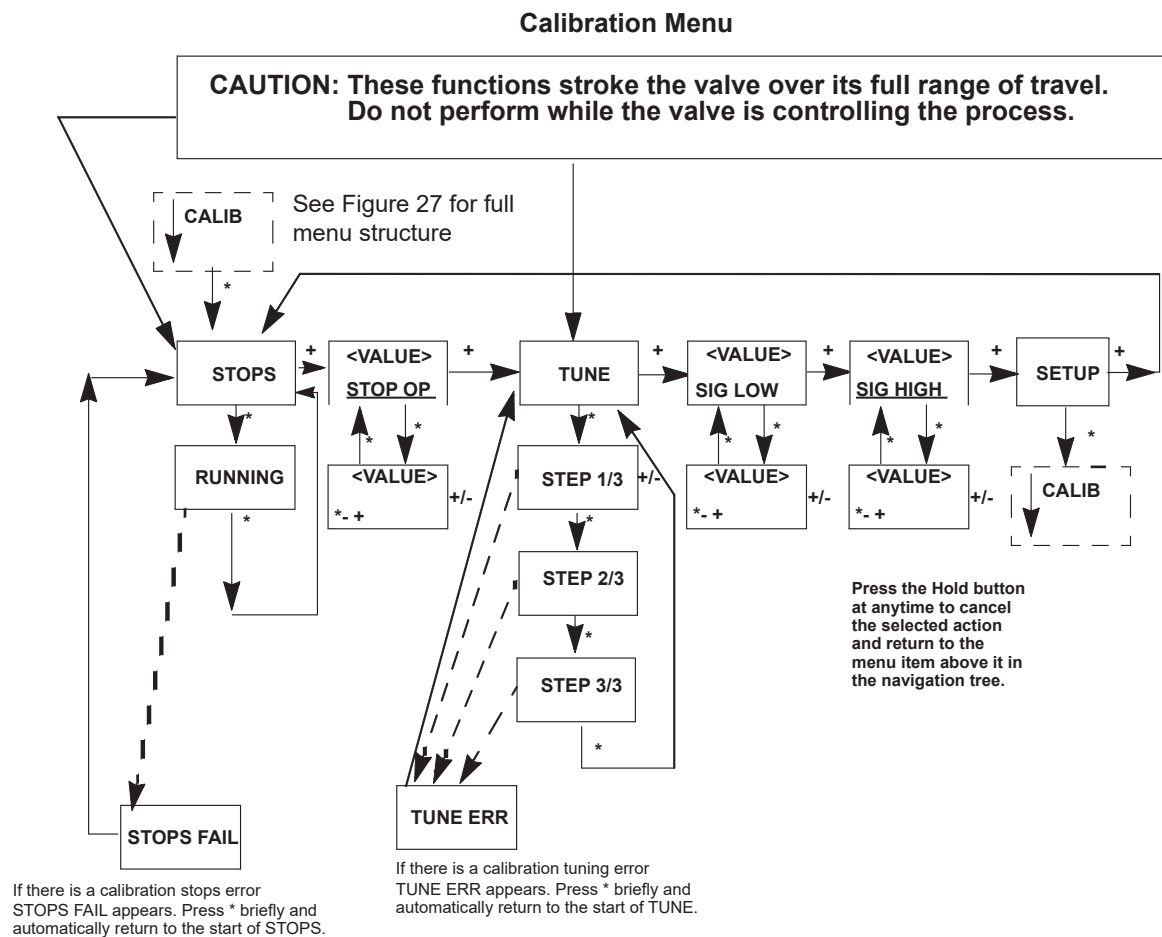 Calibration Menu
CAUTION: These functions stroke the valve over its full range of travel.
Do not perform while the valve is controlling the process.
CALIB
See Figure 27 for full
menu structure
*
STOPS
+
<VALUE>
STOP OP
+
TUNE
+
<VALUE>
SIG LOW
+
<VALUE>
SIG HIGH
+
SETUP
+
*
RUNNING
*
*
*
<VALUE>
*- +
+/-
*
STEP 1/3
+/-
*
STEP 2/3
*
STEP 3/3
*
*
*
<VALUE>
*- +
+/-
*
*
<VALUE>
*- +
+/-
*
CALIB
Press the Hold button
at anytime to cancel
the selected action
and return to the
menu item above it in
the navigation tree.
STOPS FAIL
If there is a calibration stops error
STOPS FAIL appears. Press * briefly and
automatically return to the start of STOPS.
TUNE ERR
If there is a calibration tuning error
TUNE ERR appears. Press * briefly and
automatically return to the start of TUNE.